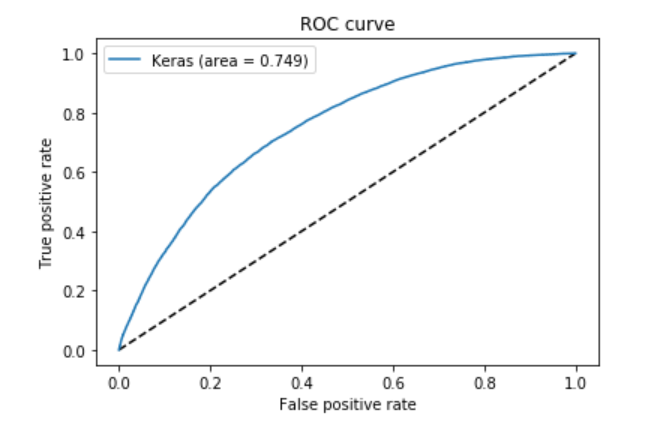 ROC curve
Keras (area = 0.749)
True positive rate
1.0
0.8
0.6
0.4
0.2
0.0
0.0 0.2 0.4 0.6 0.8 1.0
False positive rate